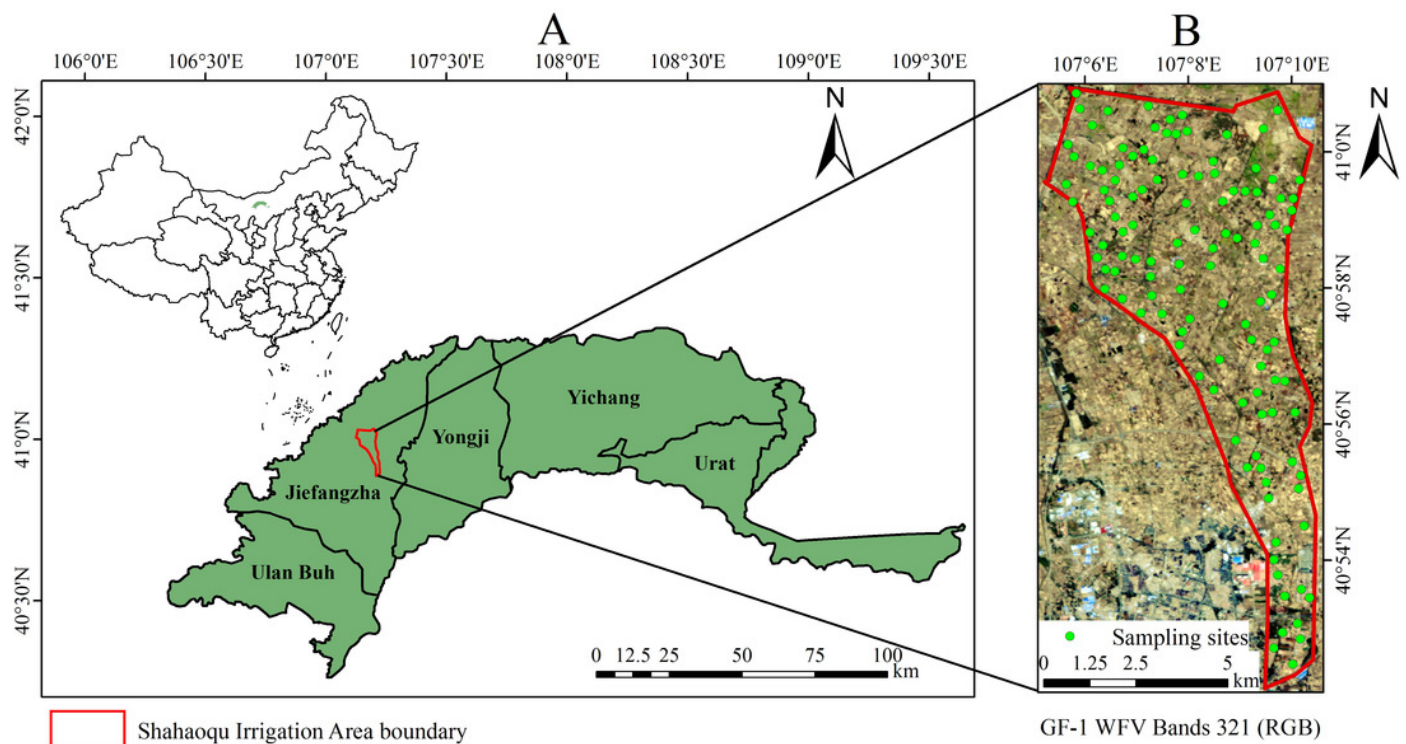 A
B
106°0'E 106°30'E 107°0'E 107°30'E 108°0'E 108°30'E 109°0'E 109°30'E
107°6'E 107°8'E 107°10'E
N
N
42°0'N
41°30'N
41°0'N
40°30'N
41°0'N
40°58'N
40°56'N
40°54'N
Yichang
Yongji
Urat
Jiefangzha
Ulan Buh
Sampling sites
0 12.5 25 50 75 100
km
0 1.25 2.5 5
km
Shahaoqu Irrigation Area boundary
GF-1 WFV Bands 321 (RGB)